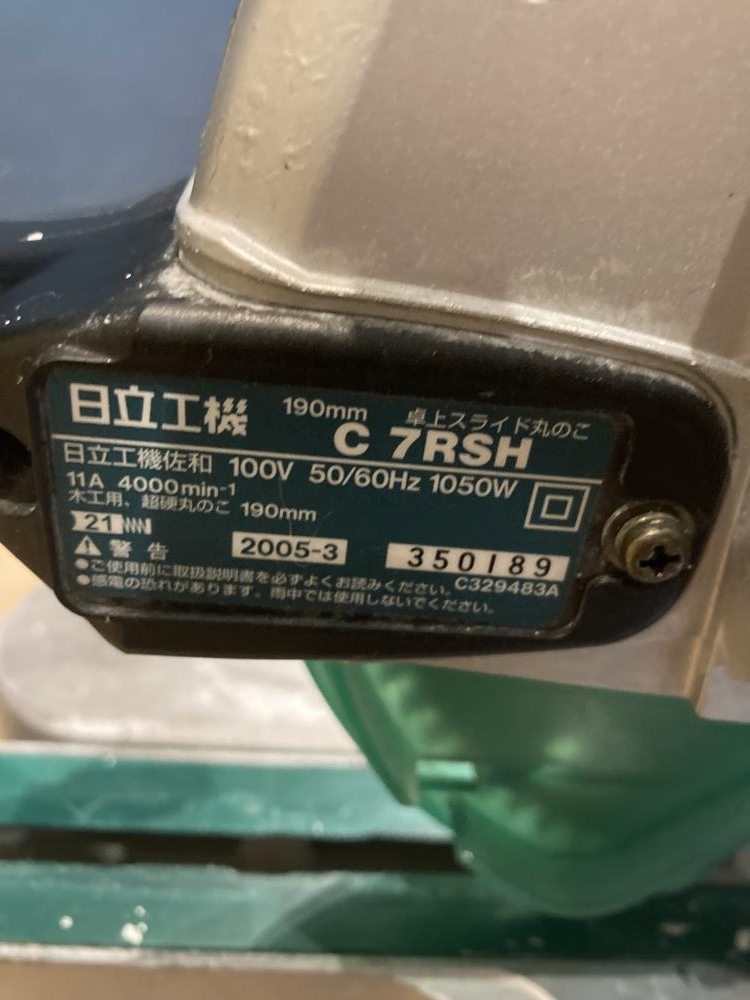 日立工機 190mm 卓上スライド丸のこ
C 7RSH
日立工機佐和 100V 50/60Hz 1050W
11A 4000min-1
木工用、超硬丸のこ 190mm
21
警告 2005-3 350189
●ご使用前に取扱説明書を必ずよくお読みください。 C329483A
●感電の恐れがあります。雨中では使用しないでください。